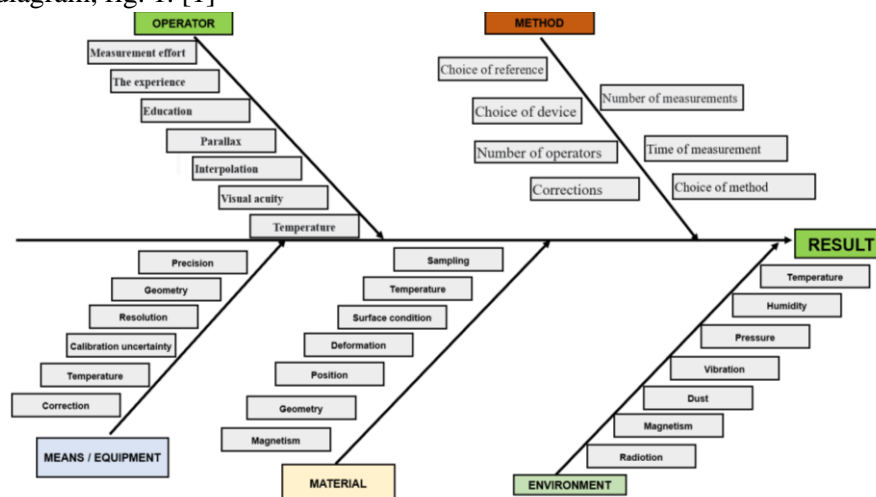 diagram, fig. 1. [1]
OPERATOR
METHOD
Measurement effort
The experience
Education
Parallax
Interpolation
Visual acuity
Temperature
Choice of reference
Choice of device
Number of operators
Corrections
Number of measurements
Time of measurement
Choice of method
RESULT
Precision
Geometry
Resolution
Calibration uncertainty
Temperature
Correction
MEANS / EQUIPMENT
Sampling
Temperature
Surface condition
Deformation
Position
Geometry
Magnetism
MATERIAL
Temperature
Humidity
Pressure
Vibration
Dust
Magnetism
Radiotion
ENVIRONMENT